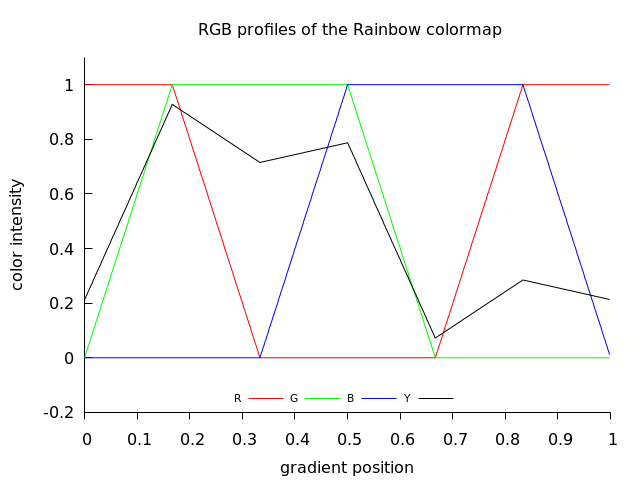 RGB profiles of the Rainbow colormap
1
0.8
0.6
0.4
0.2
0
-0.2
color intensity
R G B Y
0 0.1 0.2 0.3 0.4 0.5 0.6 0.7 0.8 0.9 1
gradient position